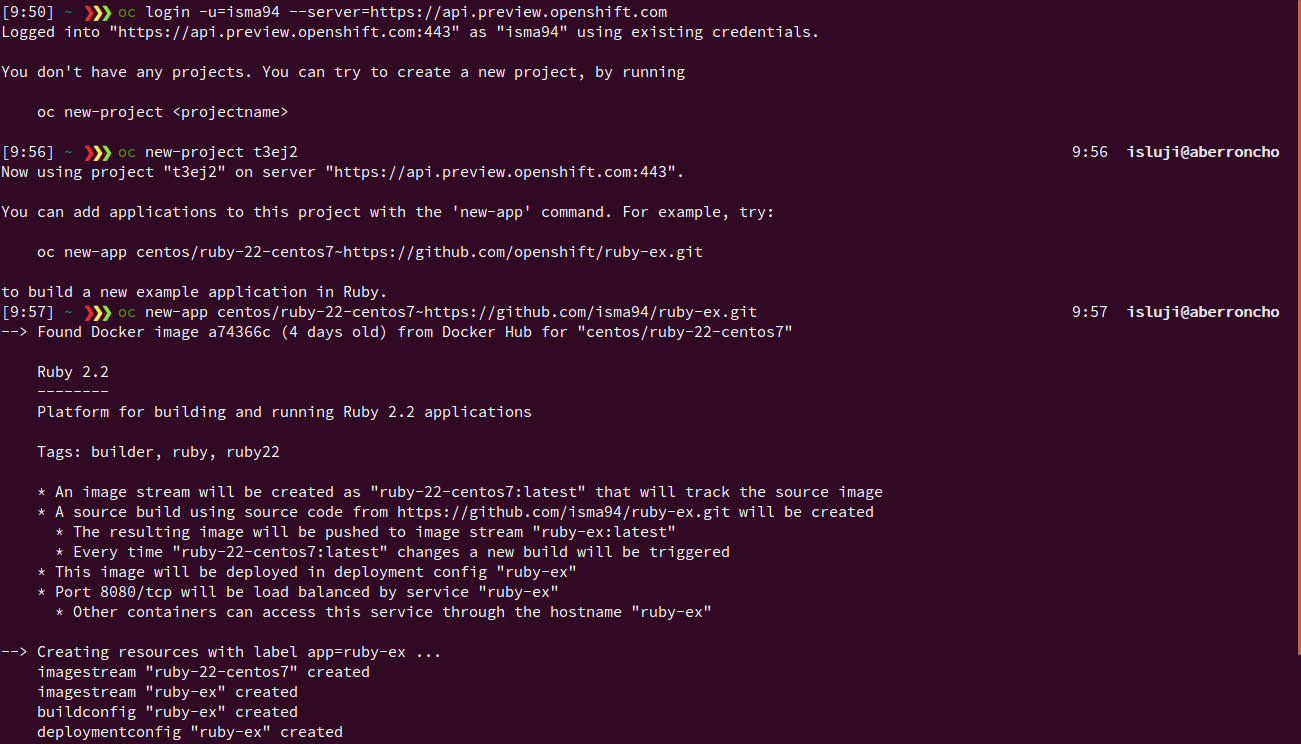 [9:50] ~ ❯❯❯ oc login -u=isma94 --server=https://api.preview.openshift.com
Logged into "https://api.preview.openshift.com:443" as "isma94" using existing credentials.
You don't have any projects. You can try to create a new project, by running
oc new-project <projectname>
[9:56] ~ ❯❯❯ oc new-project t3ej2 9:56 isluji@aberroncho
Now using project "t3ej2" on server "https://api.preview.openshift.com:443".
You can add applications to this project with the 'new-app' command. For example, try:
oc new-app centos/ruby-22-centos7~https://github.com/openshift/ruby-ex.git
to build a new example application in Ruby.
[9:57] ~ ❯❯❯ oc new-app centos/ruby-22-centos7~https://github.com/isma94/ruby-ex.git 9:57 isluji@aberroncho
--> Found Docker image a74366c (4 days old) from Docker Hub for "centos/ruby-22-centos7"
Ruby 2.2
--------
Platform for building and running Ruby 2.2 applications
Tags: builder, ruby, ruby22
* An image stream will be created as "ruby-22-centos7:latest" that will track the source image
* A source build using source code from https://github.com/isma94/ruby-ex.git will be created
* The resulting image will be pushed to image stream "ruby-ex:latest"
* Every time "ruby-22-centos7:latest" changes a new build will be triggered
* This image will be deployed in deployment config "ruby-ex"
* Port 8080/tcp will be load balanced by service "ruby-ex"
* Other containers can access this service through the hostname "ruby-ex"
--> Creating resources with label app=ruby-ex ...
imagestream "ruby-22-centos7" created
imagestream "ruby-ex" created
buildconfig "ruby-ex" created
deploymentconfig "ruby-ex" created